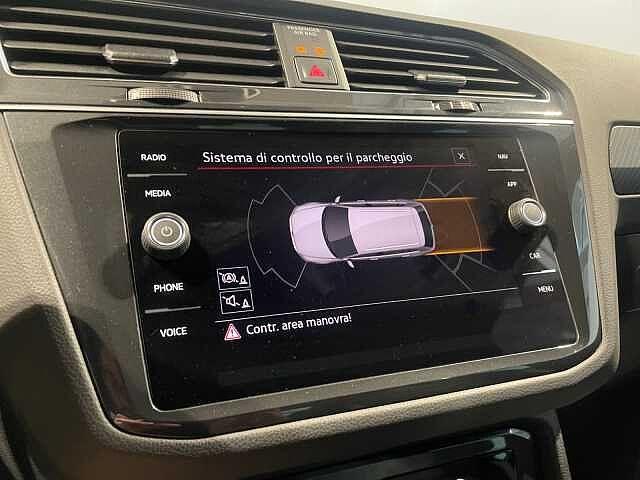 PASSENGER
AIR BAG
RADIO
Sistema di controllo per il parcheggio
NAV
MEDIA
APP
CAR
PHONE
MENU
VOICE
Contr. area manovra!